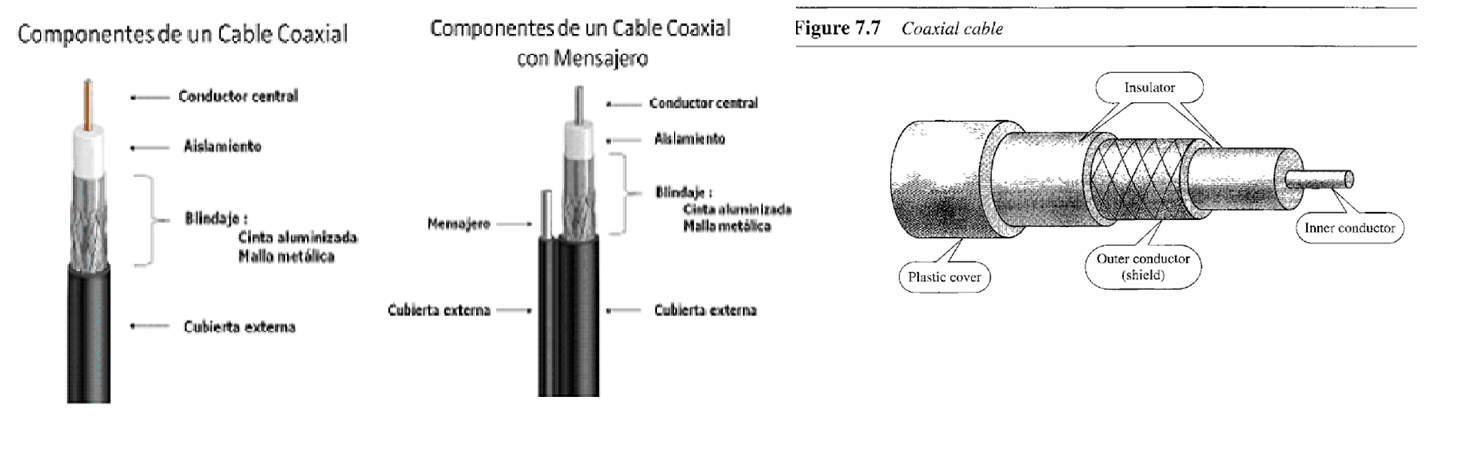 Componentes de un Cable Coaxial
Conductor central
Aislamiento
Blindaje :
Cinta aluminizada
Malla metálica
Cubierta externa
Componentes de un Cable Coaxial
con Mensajero
Conductor central
Aislamiento
Blindaje :
Cinta aluminizada
Malla metálica
Mensajero
Cubierta externa
Cubierta externa
Figure 7.7 Coaxial cable
Insulator
Inner conductor
Outer conductor
(shield)
Plastic cover